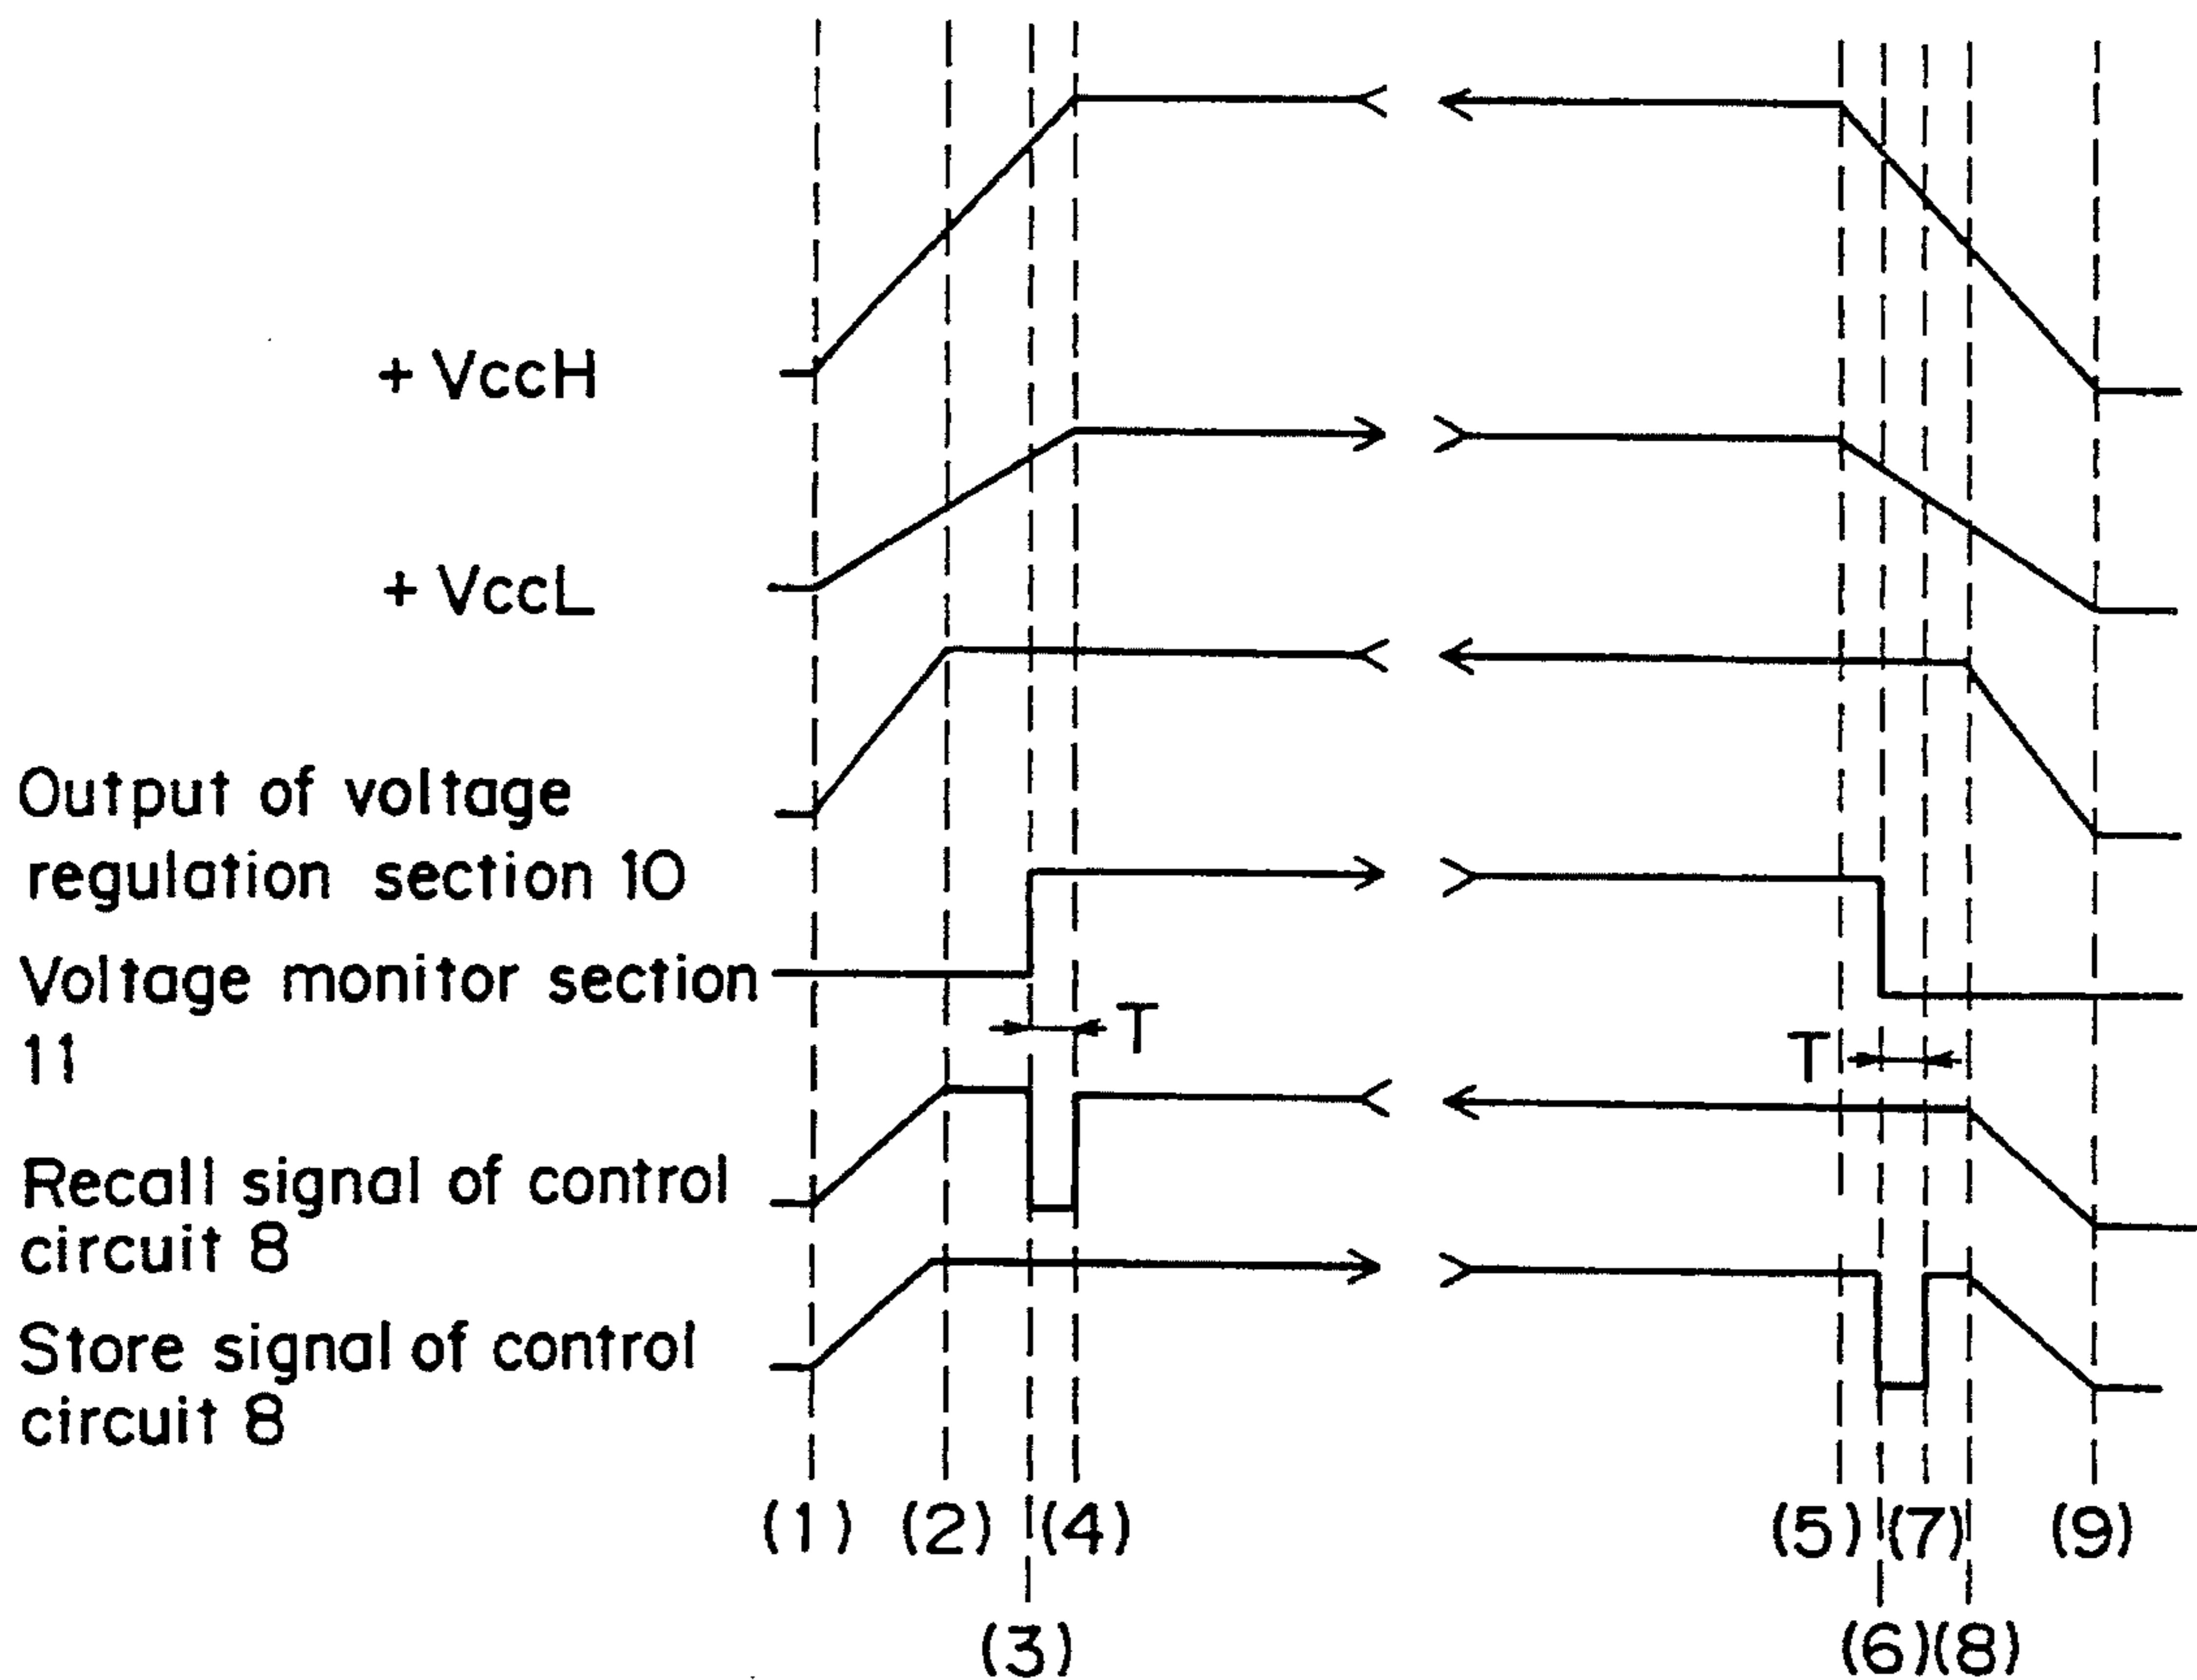 + VccH
+ VccL
Output of voltage
regulation section 10
Voltage monitor section
11
T
T
Recall signal of control
circuit 8
Store signal of control
circuit 8
(1) (2) (4) (5) (7) (9)
(3) (6) (8)